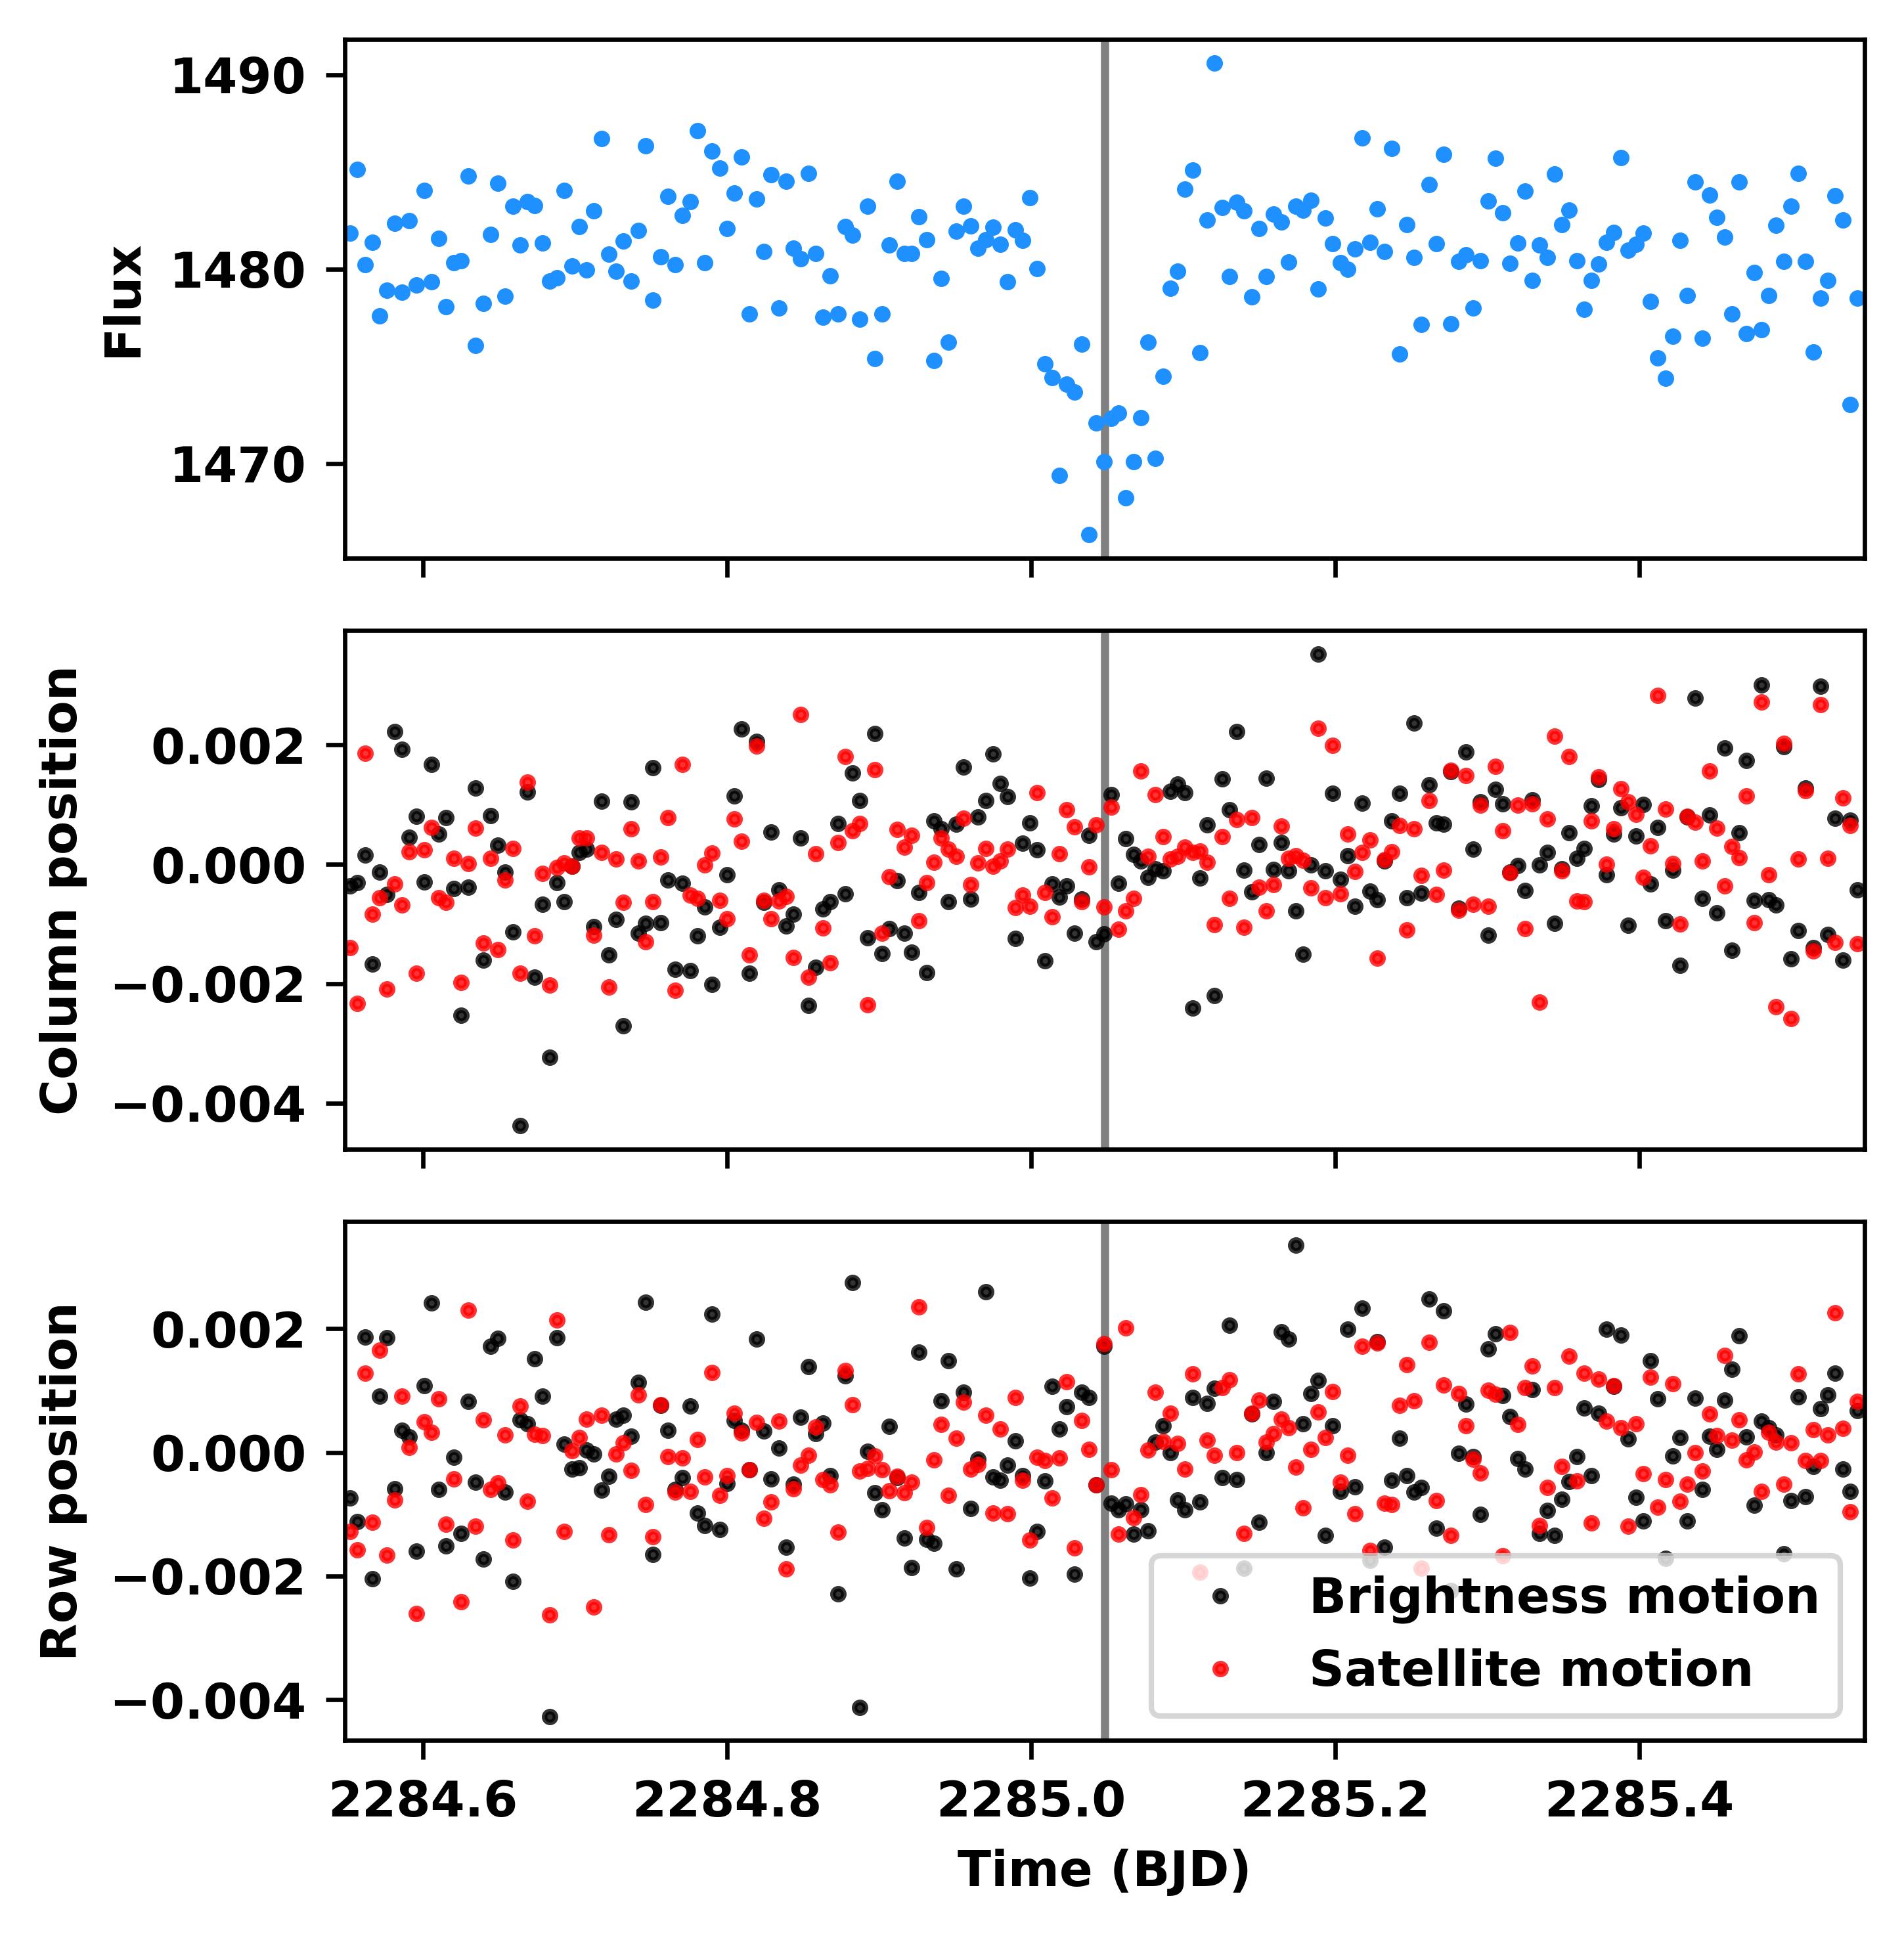 1490
1480
1470
Flux
0.002
0.000
−0.002
−0.004
Column position
0.002
0.000
−0.002
−0.004
Row position
Brightness motion
Satellite motion
2284.6 2284.8 2285.0 2285.2 2285.4
Time (BJD)